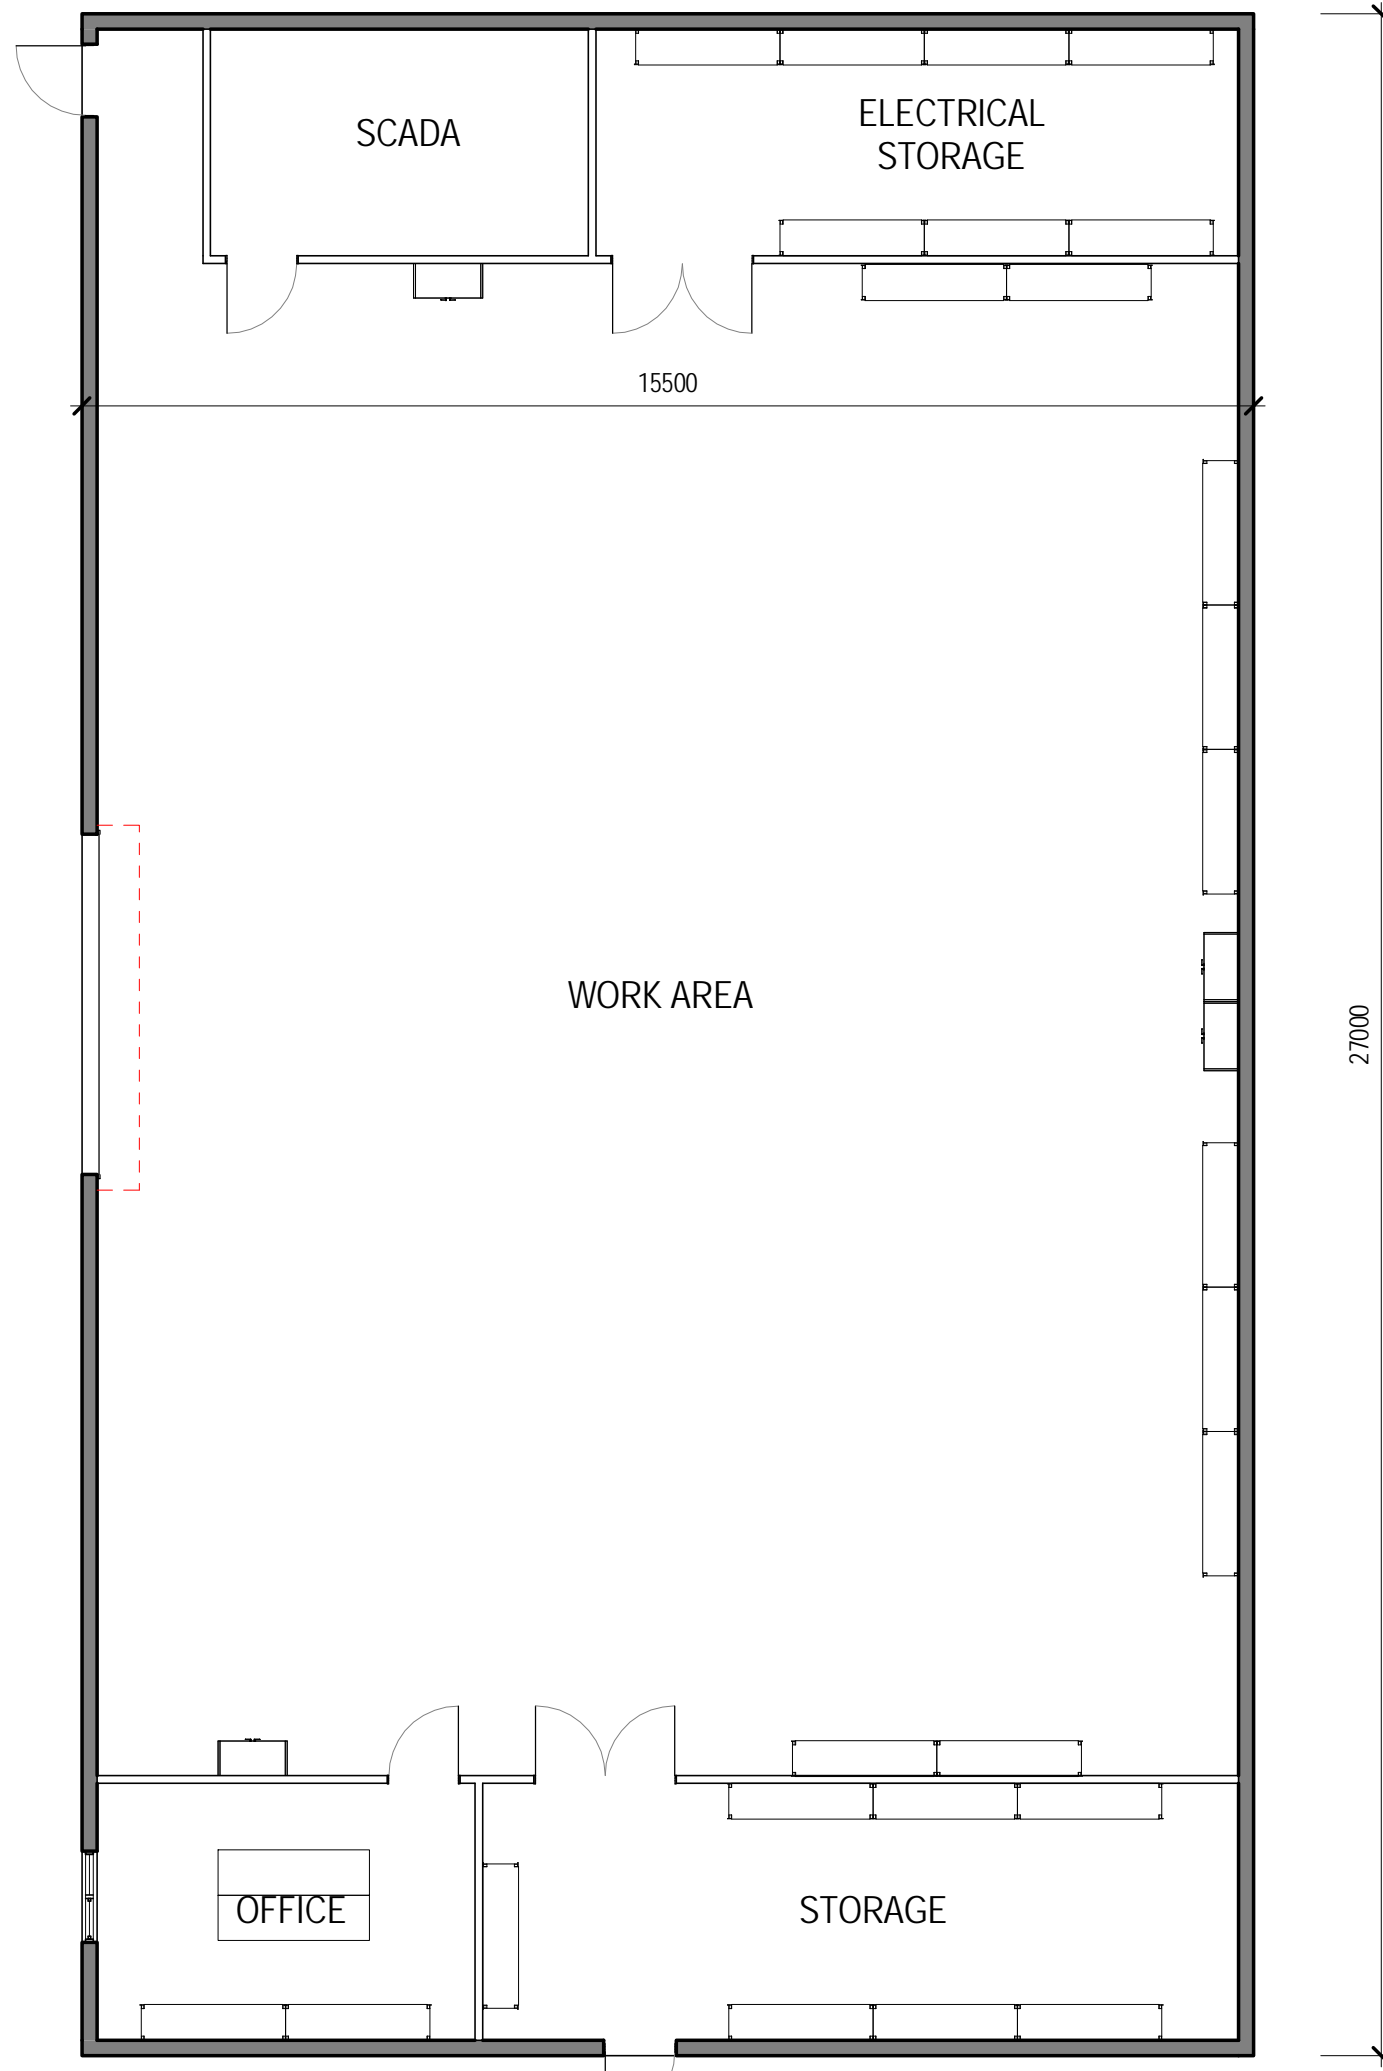 SCADA
ELECTRICAL
STORAGE
15500
WORK AREA
27000
OFFICE
STORAGE